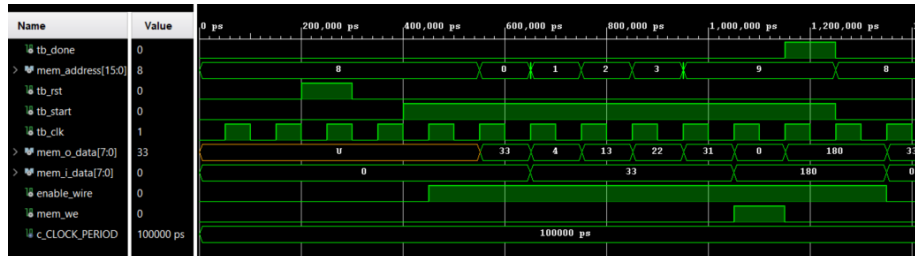 Name Value 0 ps 200,000 ps 400,000 ps 600,000 ps 800,000 ps 1,000,000 ps 1,200,000 ps
tb_done 0
mem_address[15:0] 8 8 0 1 2 3 9 8
tb_rst 0
tb_start 0
tb_clk 1
mem_o_data[7:0] 33 U 33 4 13 22 31 0 180 33
mem_i_data[7:0] 0 0 33 180 0
enable_wire 0
mem_we 0
c_CLOCK_PERIOD 100000 ps 100000 ps